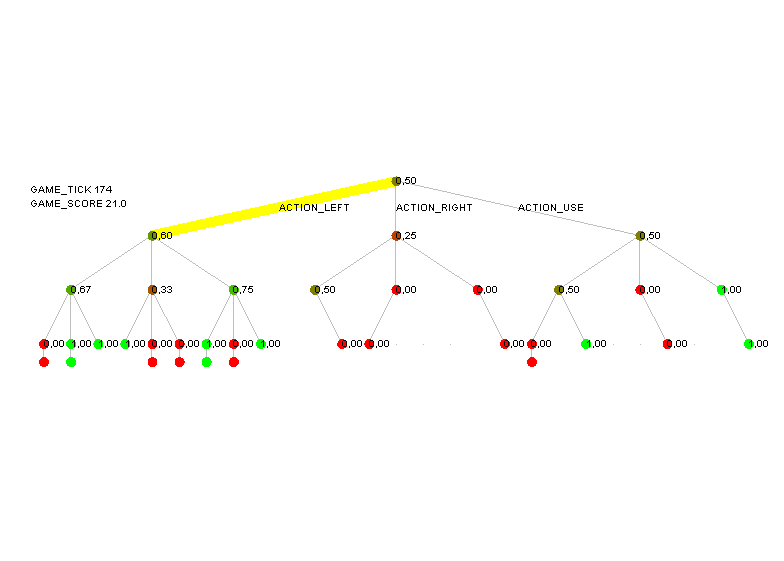 0,50
GAME_TICK 174
GAME_SCORE 21.0
ACTION_LEFT ACTION_RIGHT ACTION_USE
0,60 0,25 0,50
0,67 0,33 0,75 0,50 0,00 0,00 0,50 0,00 1,00
0,00 1,00 1,00 1,00 0,00 0,00 1,00 0,00 1,00 0,00 0,00 0,00 0,00 1,00 0,00 1,00